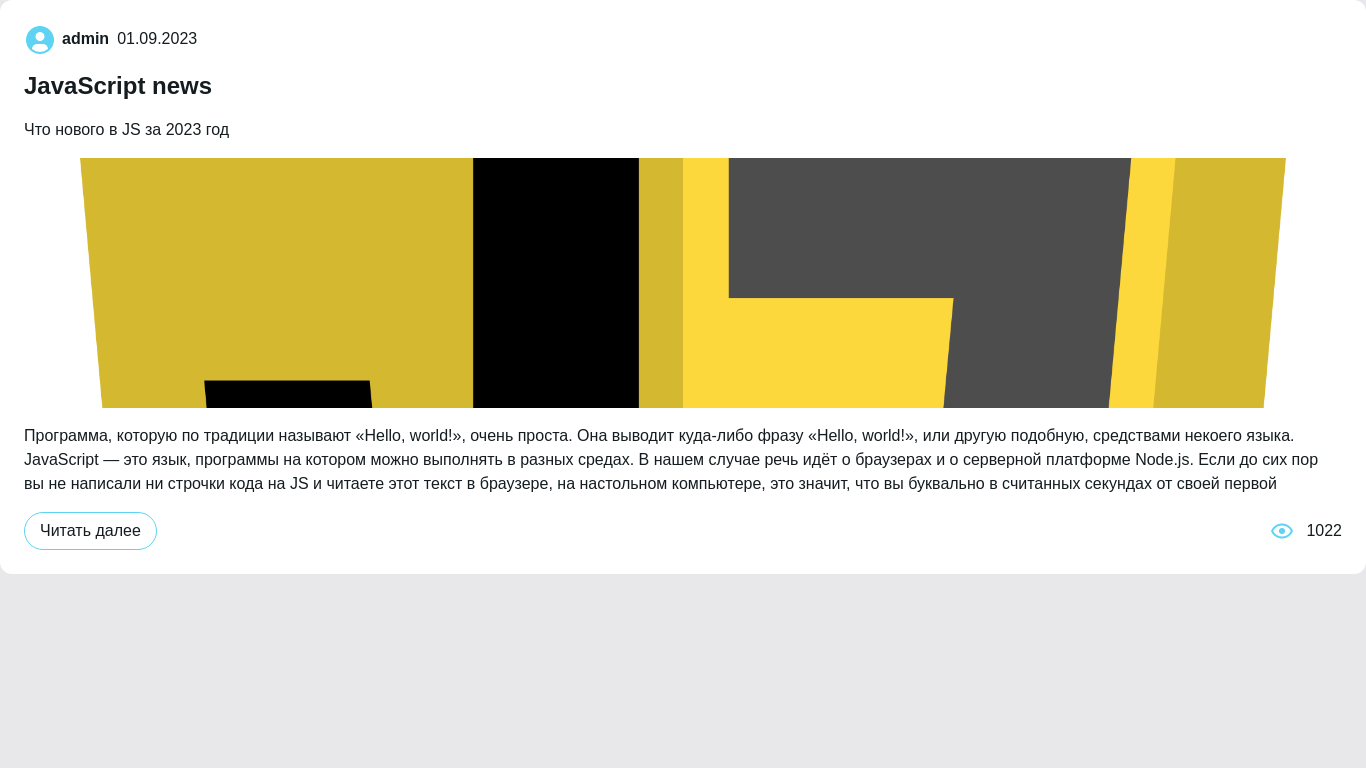 admin 01.09.2023
JavaScript news
Что нового в JS за 2023 год
Программа, которую по традиции называют «Hello, world!», очень проста. Она выводит куда-либо фразу «Hello, world!», или другую подобную, средствами некоего языка.
JavaScript — это язык, программы на котором можно выполнять в разных средах. В нашем случае речь идёт о браузерах и о серверной платформе Node.js. Если до сих пор
вы не написали ни строчки кода на JS и читаете этот текст в браузере, на настольном компьютере, это значит, что вы буквально в считанных секундах от своей первой
Читать далее 1022